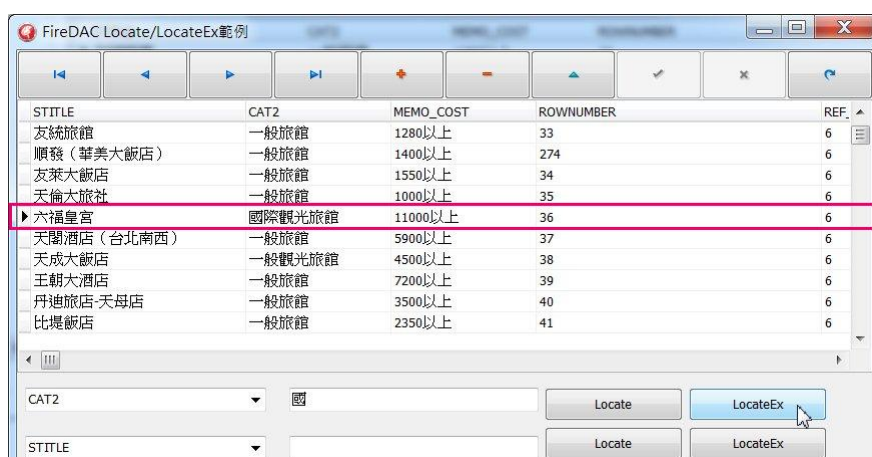 FireDAC Locate/LocateEx範例
STITLE CAT2 MEMO_COST ROWNUMBER REF_
友統旅館 一般旅館 1280以上 33 6
順發（華美大飯店） 一般旅館 1400以上 274 6
友萊大飯店 一般旅館 1550以上 34 6
天倫大旅社 一般旅館 1000以上 35 6
六福皇宮 國際觀光旅館 11000以上 36 6
天閣酒店（台北南西） 一般旅館 5900以上 37 6
天成大飯店 一般觀光旅館 4500以上 38 6
王朝大酒店 一般旅館 7200以上 39 6
丹迪旅店-天母店 一般旅館 3500以上 40 6
比堤飯店 一般旅館 2350以上 41 6
CAT2 國 Locate LocateEx
STITLE Locate LocateEx